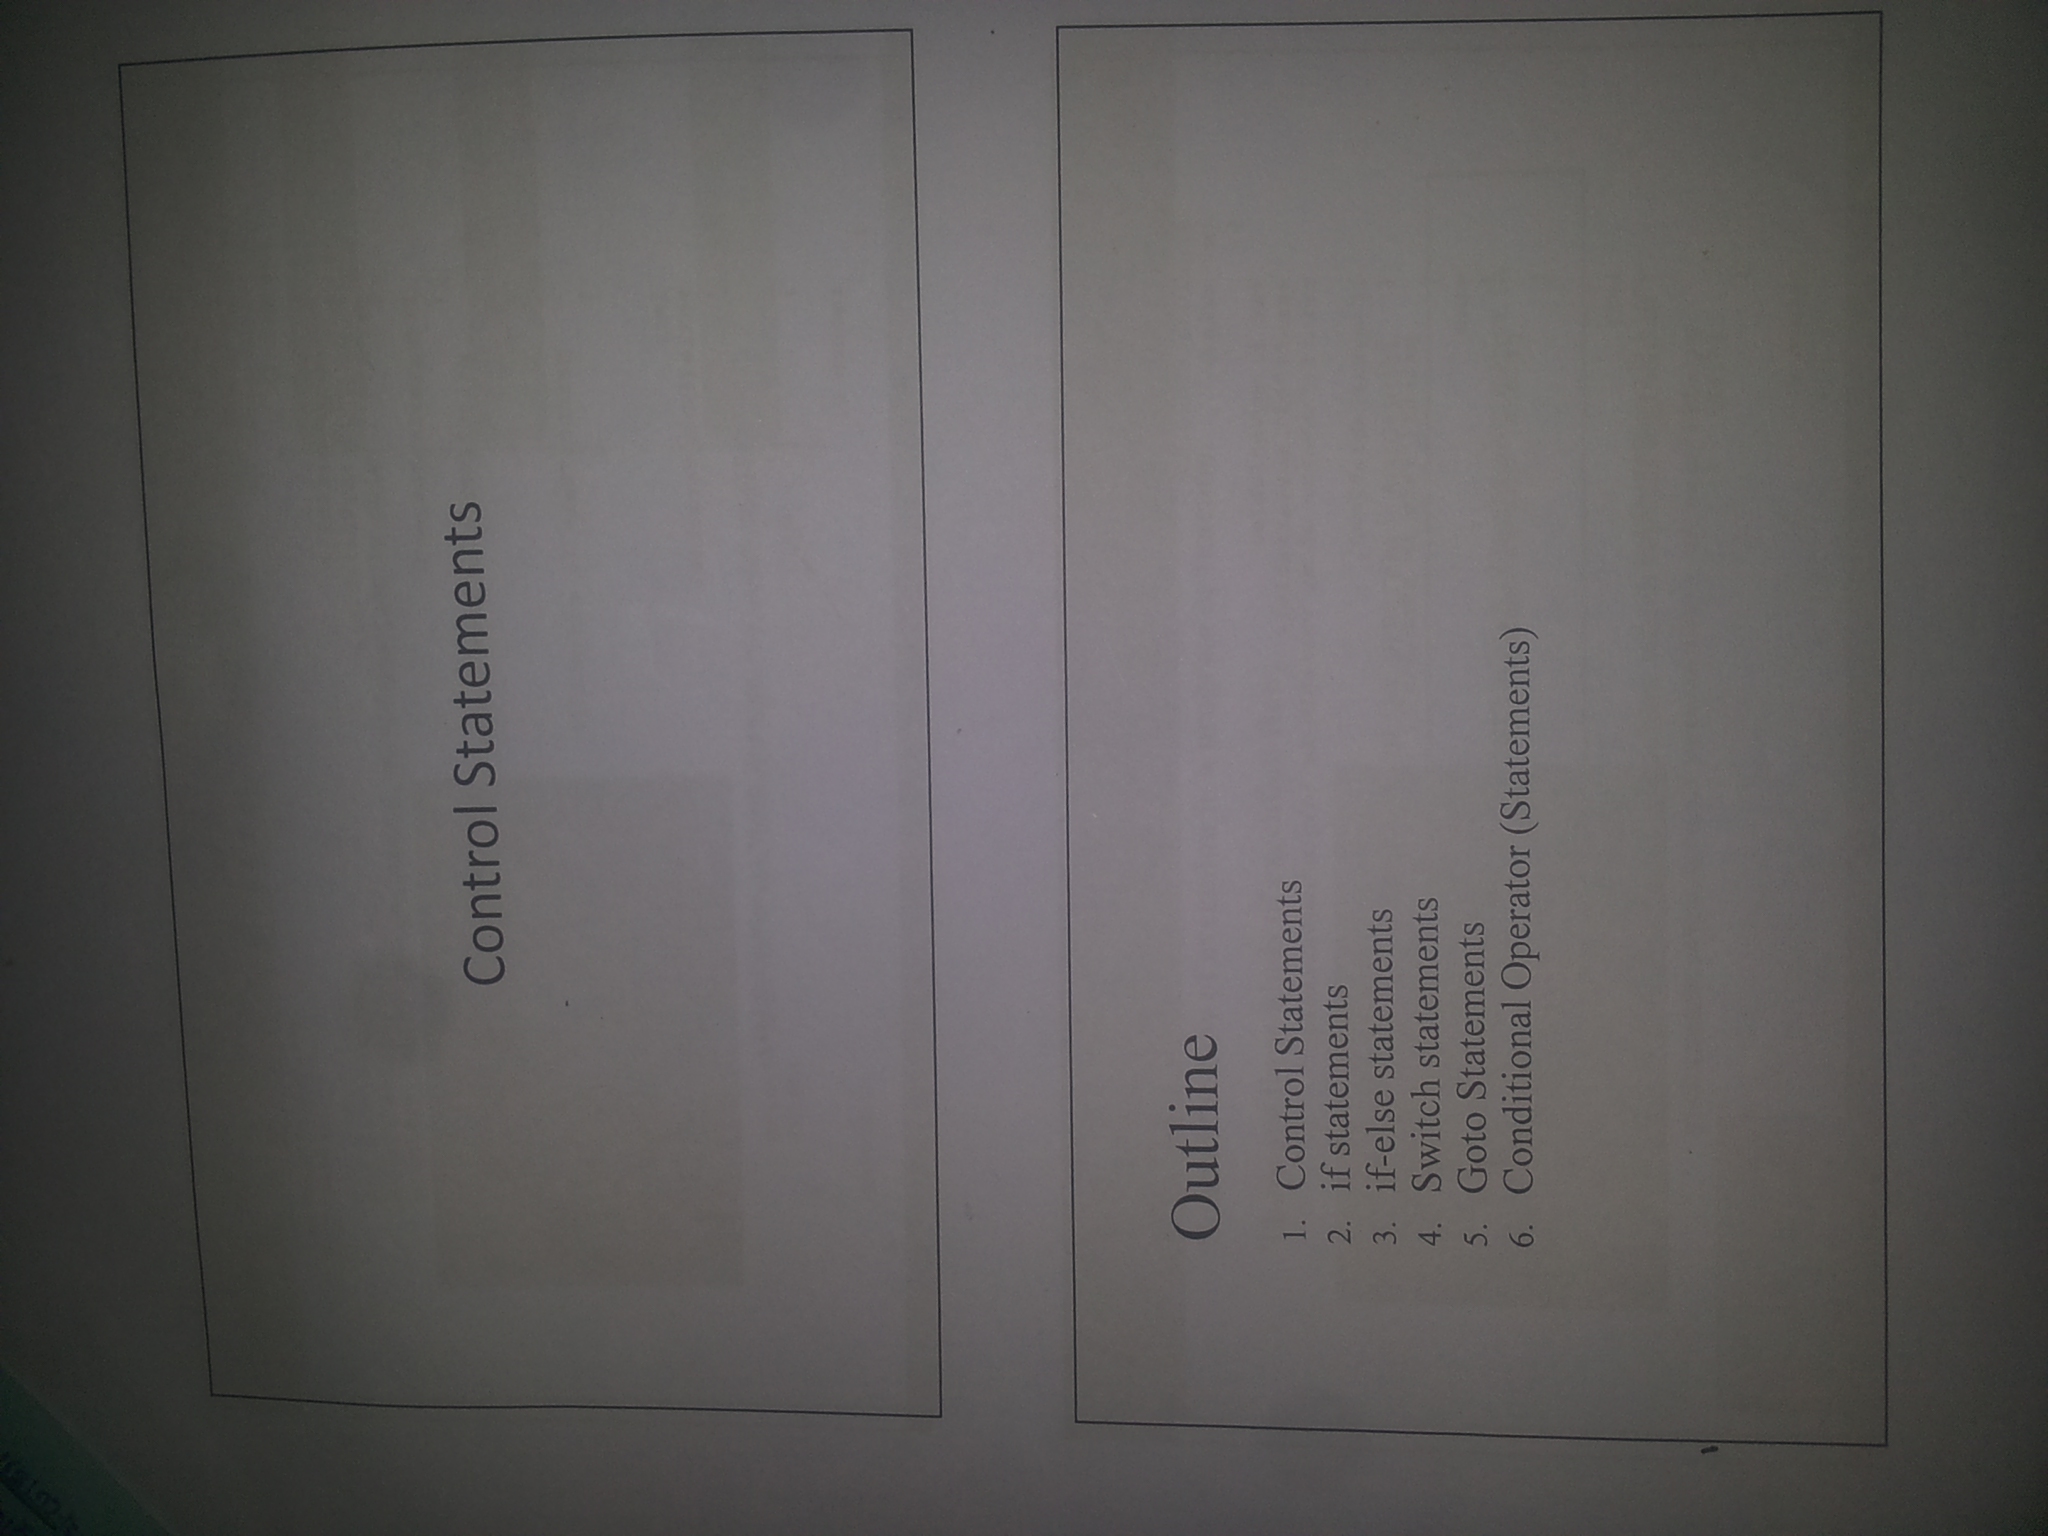 Control Statements
Outline
1. Control Statements
2. if statements
3. if-else statements
4. Switch statements
5. Goto Statements
6. Conditional Operator (Statements)